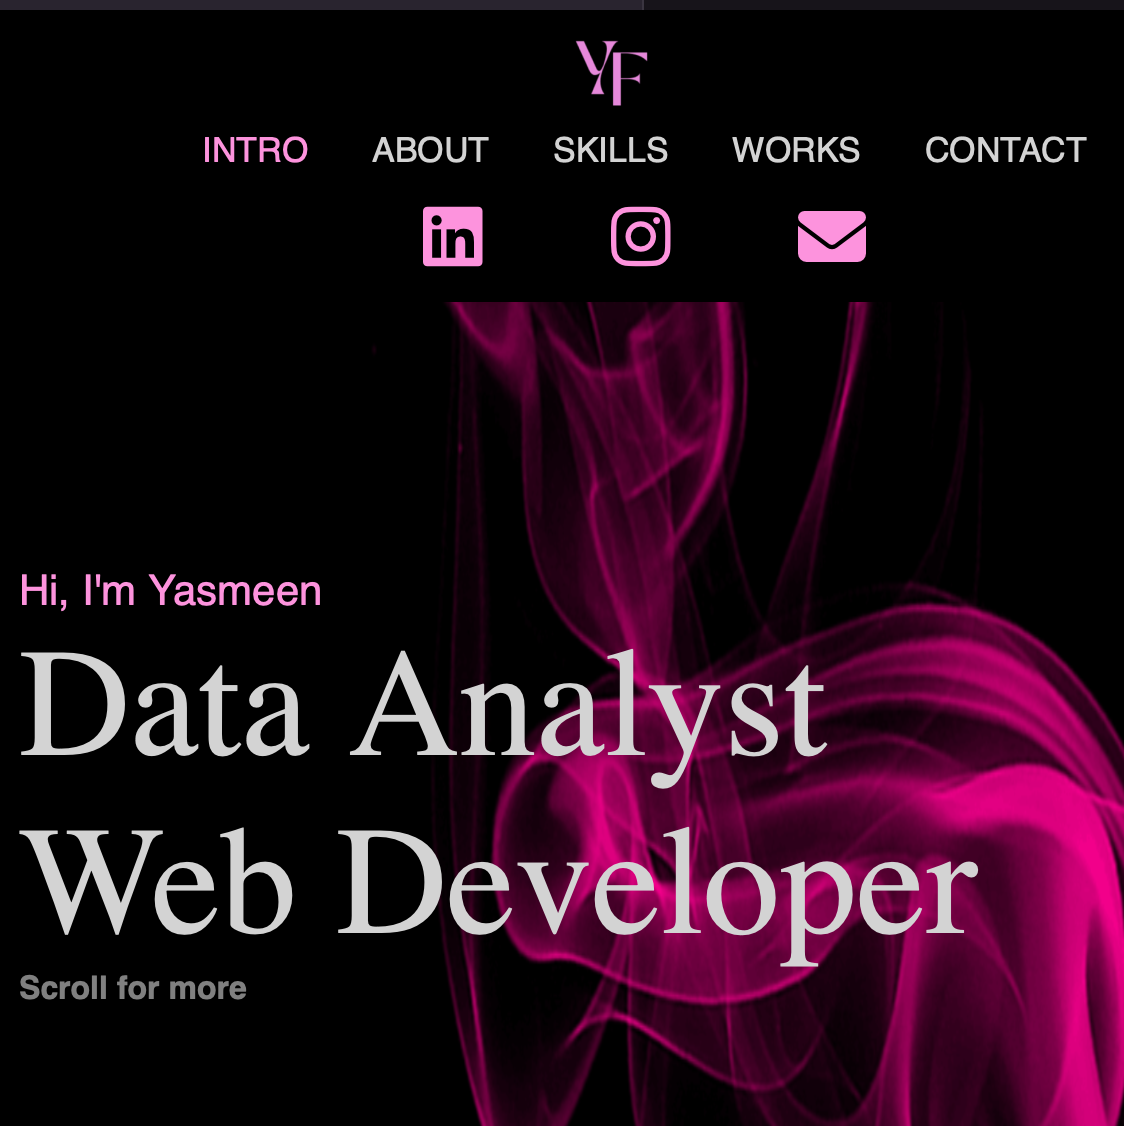 YF
INTRO ABOUT SKILLS WORKS CONTACT
in
Hi, I'm Yasmeen
Data Analyst
Web Developer
Scroll for more